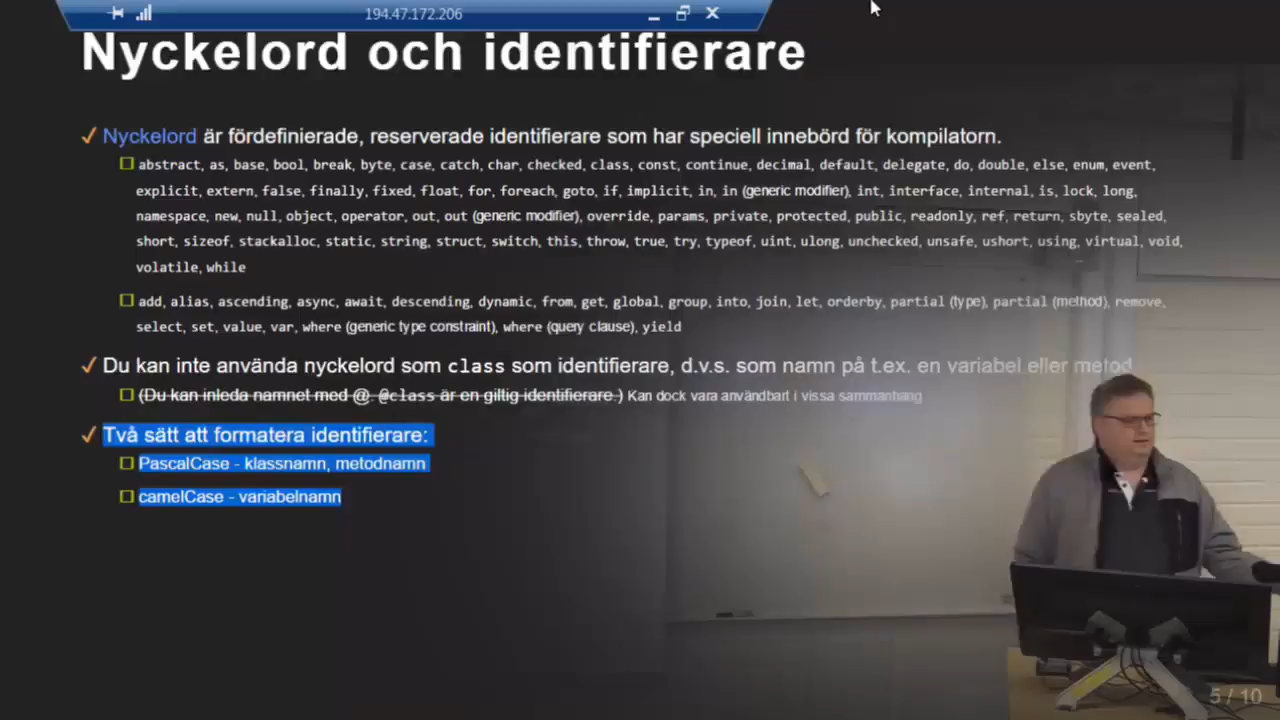 194.47.172.206
Nyckelord och identifierare
Nyckelord är fördefinierade, reserverade identifierare som har speciell innebörd för kompilatorn.
abstract, as, base, bool, break, byte, case, catch, char, checked, class, const, continue, decimal, default, delegate, do, double, else, enum, event,
explicit, extern, false, finally, fixed, float, for, foreach, goto, if, implicit, in, in (generic modifier), int, interface, internal, is, lock, long,
namespace, new, null, object, operator, out, out (generic modifier), override, params, private, protected, public, readonly, ref, return, sbyte, sealed,
short, sizeof, stackalloc, static, string, struct, switch, this, throw, true, try, typeof, uint, ulong, unchecked, unsafe, ushort, using, virtual, void,
volatile, while
add, alias, ascending, async, await, descending, dynamic, from, get, global, group, into, join, let, orderby, partial (type), partial (method), remove,
select, set, value, var, where (generic type constraint), where (query clause), yield
Du kan inte använda nyckelord som class som identifierare, d.v.s. som namn på t.ex. en variabel eller metod
(Du kan inleda namnet med @. @class är en giltig identifierare.) Kan dock vara användbart i vissa sammanhang
Två sätt att formatera identifierare:
PascalCase - klassnamn, metodnamn
camelCase - variabelnamn
5 / 10